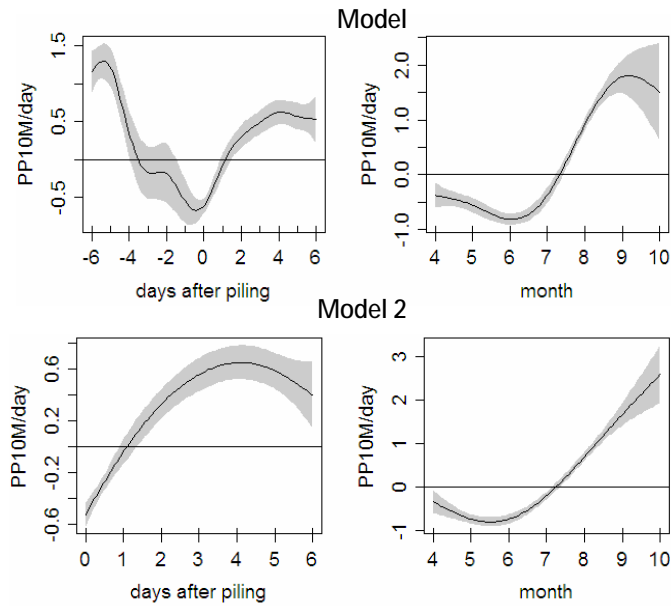 Model
PP10M/day
1.5
0.5
-0.5
-6 -4 -2 0 2 4 6
days after piling
PP10M/day
2.0
1.0
0.0
-1.0
4 5 6 7 8 9 10
month
Model 2
PP10M/day
0.6
0.2
-0.2
-0.6
0 1 2 3 4 5 6
days after piling
PP10M/day
3
2
1
0
-1
4 5 6 7 8 9 10
month